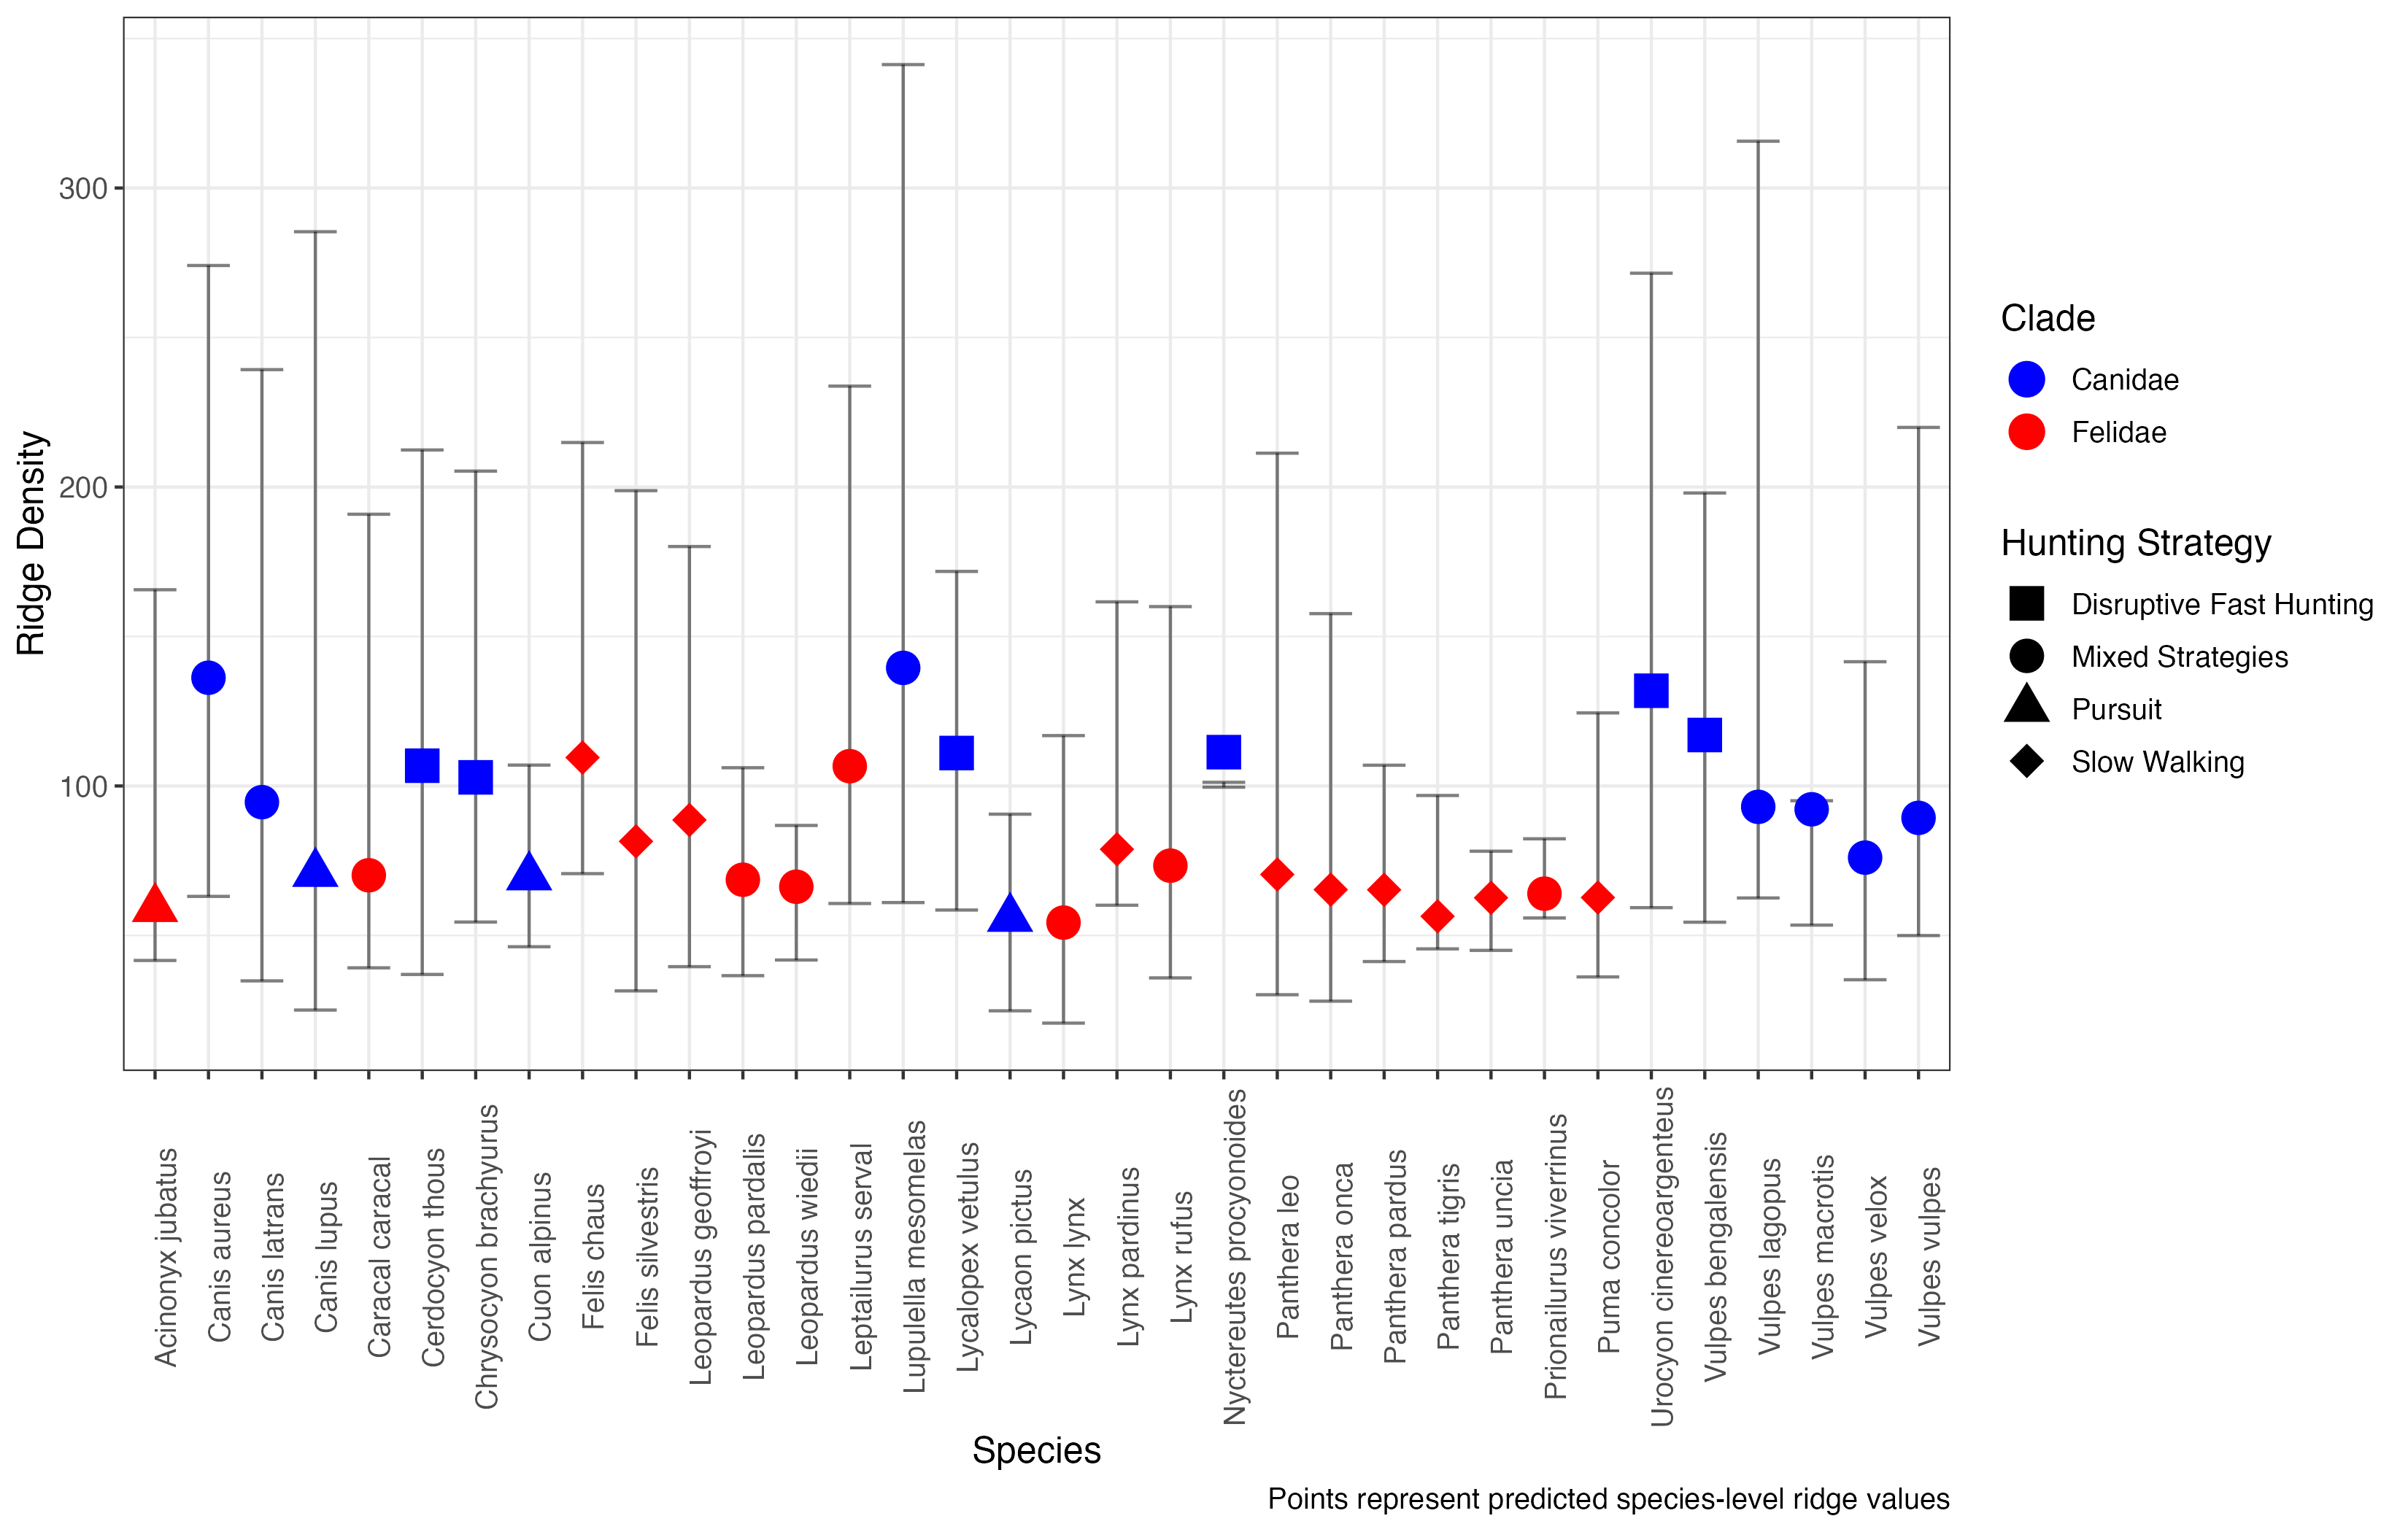 300
200
100
Ridge Density
Acinonyx jubatus
Canis aureus
Canis latrans
Canis lupus
Caracal caracal
Cerdocyon thous
Chrysocyon brachyurus
Cuon alpinus
Felis chaus
Felis silvestris
Leopardus geoffroyi
Leopardus pardalis
Leopardus wiedii
Leptailurus serval
Lupulella mesomelas
Lycalopex vetulus
Lycaon pictus
Lynx lynx
Lynx pardinus
Lynx rufus
Nyctereutes procyonoides
Panthera leo
Panthera onca
Panthera pardus
Panthera tigris
Panthera uncia
Prionailurus viverrinus
Puma concolor
Urocyon cinereoargenteus
Vulpes bengalensis
Vulpes lagopus
Vulpes macrotis
Vulpes velox
Vulpes vulpes
Species
Points represent predicted species-level ridge values
Clade
Canidae
Felidae
Hunting Strategy
Disruptive Fast Hunting
Mixed Strategies
Pursuit
Slow Walking